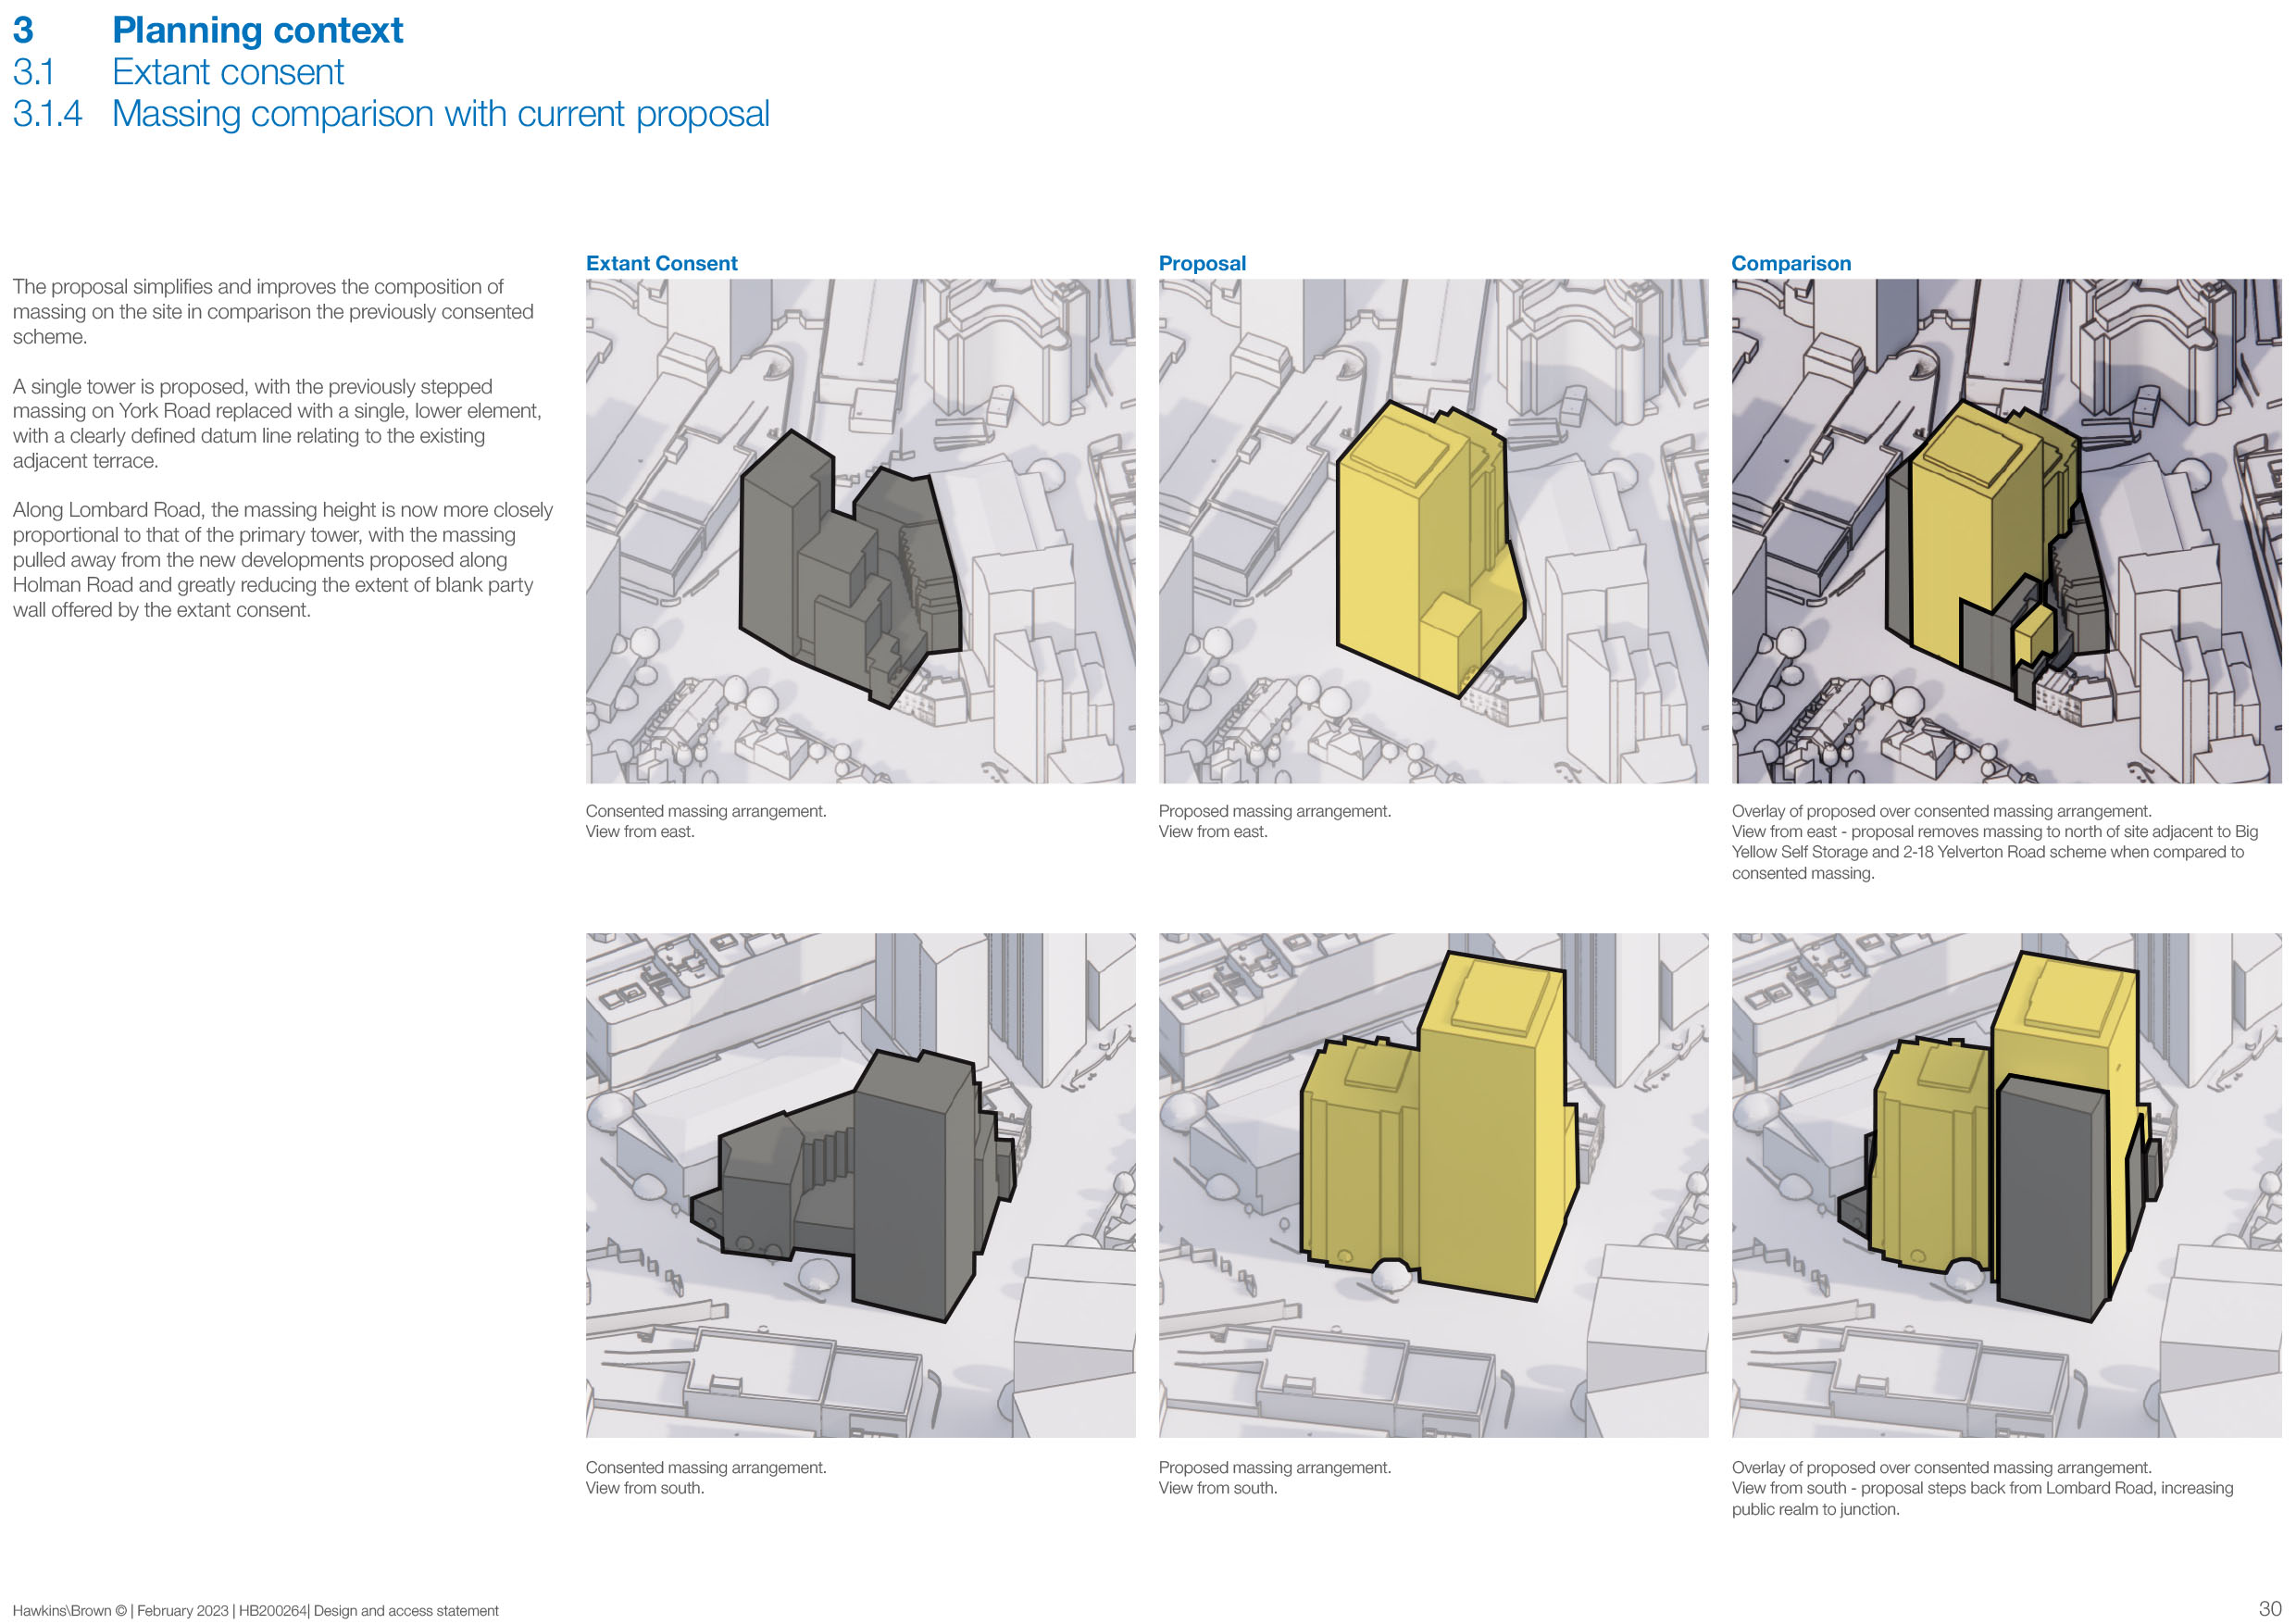 3 Planning context
3.1 Extant consent
3.1.4 Massing comparison with current proposal
The proposal simplifies and improves the composition of
massing on the site in comparison the previously consented
scheme.
A single tower is proposed, with the previously stepped
massing on York Road replaced with a single, lower element,
with a clearly defined datum line relating to the existing
adjacent terrace.
Along Lombard Road, the massing height is now more closely
proportional to that of the primary tower, with the massing
pulled away from the new developments proposed along
Holman Road and greatly reducing the extent of blank party
wall offered by the extant consent.
Extant Consent
Consented massing arrangement.
View from east.
Proposal
Proposed massing arrangement.
View from east.
Comparison
Overlay of proposed over consented massing arrangement.
View from east - proposal removes massing to north of site adjacent to Big
Yellow Self Storage and 2-18 Yelverton Road scheme when compared to
consented massing.
Consented massing arrangement.
View from south.
Proposed massing arrangement.
View from south.
Overlay of proposed over consented massing arrangement.
View from south - proposal steps back from Lombard Road, increasing
public realm to junction.
Hawkins\Brown © | February 2023 | HB200264| Design and access statement
30